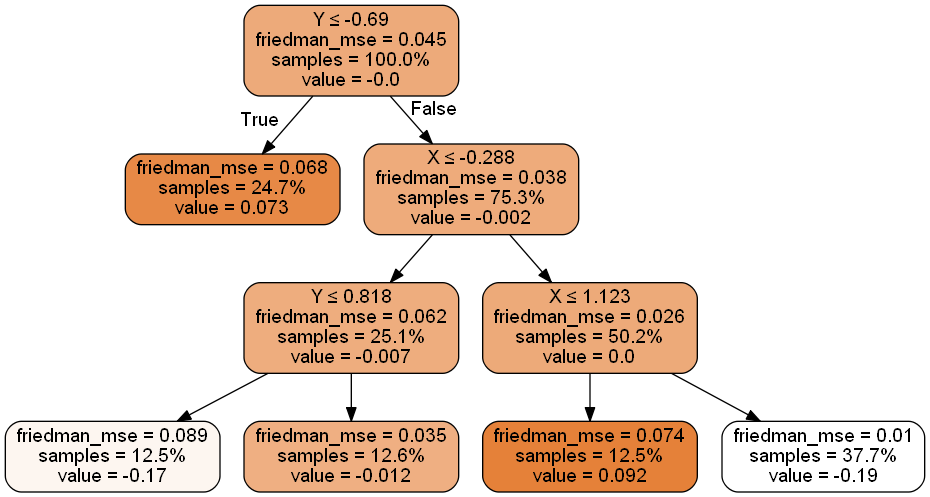 Y ≤ -0.69
friedman_mse = 0.045
samples = 100.0%
value = -0.0
True
False
friedman_mse = 0.068
samples = 24.7%
value = 0.073
X ≤ -0.288
friedman_mse = 0.038
samples = 75.3%
value = -0.002
Y ≤ 0.818
friedman_mse = 0.062
samples = 25.1%
value = -0.007
X ≤ 1.123
friedman_mse = 0.026
samples = 50.2%
value = 0.0
friedman_mse = 0.089
samples = 12.5%
value = -0.17
friedman_mse = 0.035
samples = 12.6%
value = -0.012
friedman_mse = 0.074
samples = 12.5%
value = 0.092
friedman_mse = 0.01
samples = 37.7%
value = -0.19